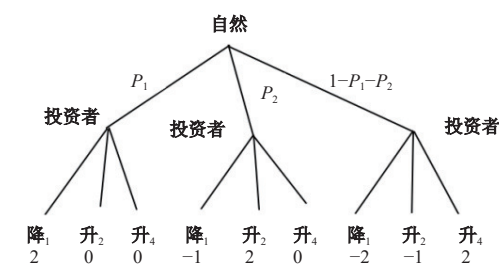 自然
P₁ P₂ 1−P₁−P₂
投资者 投资者 投资者
降₁ 升₂ 升₄ 降₁ 升₂ 升₄ 降₁ 升₂ 升₄
2 0 0 −1 2 0 −2 −1 2